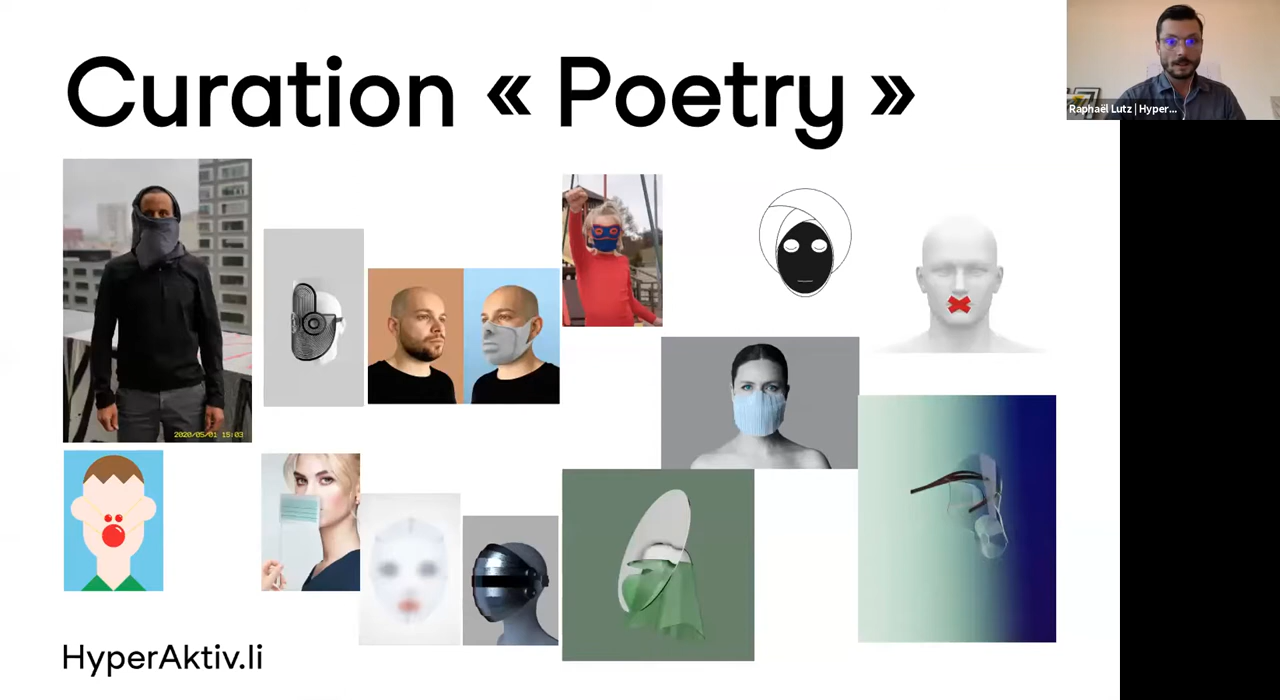 Curation « Poetry »
Raphaël Lutz | Hyper...
2020/05/01 15:03
HyperAktiv.li